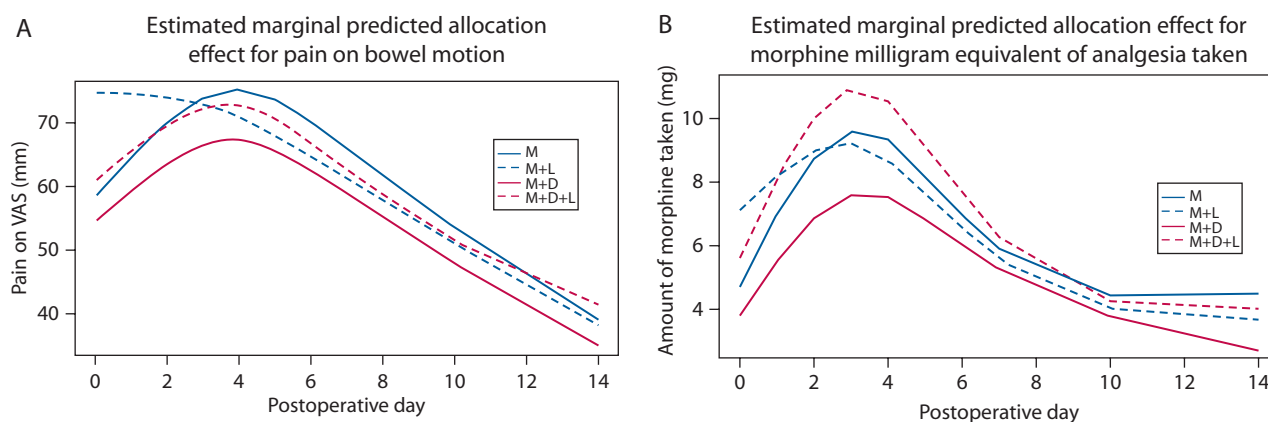 A
Estimated marginal predicted allocation
effect for pain on bowel motion
Pain on VAS (mm)
70
60
50
40
M
M+L
M+D
M+D+L
0 2 4 6 8 10 12 14
Postoperative day
B
Estimated marginal predicted allocation effect for
morphine milligram equivalent of analgesia taken
Amount of morphine taken (mg)
10
8
6
4
M
M+L
M+D
M+D+L
0 2 4 6 8 10 12 14
Postoperative day